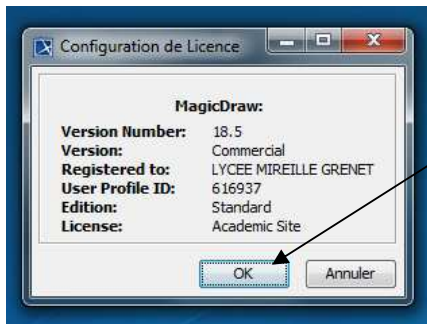 Configuration de Licence
MagicDraw:
Version Number: 18.5
Version: Commercial
Registered to: LYCEE MIREILLE GRENET
User Profile ID: 616937
Edition: Standard
License: Academic Site
OK Annuler